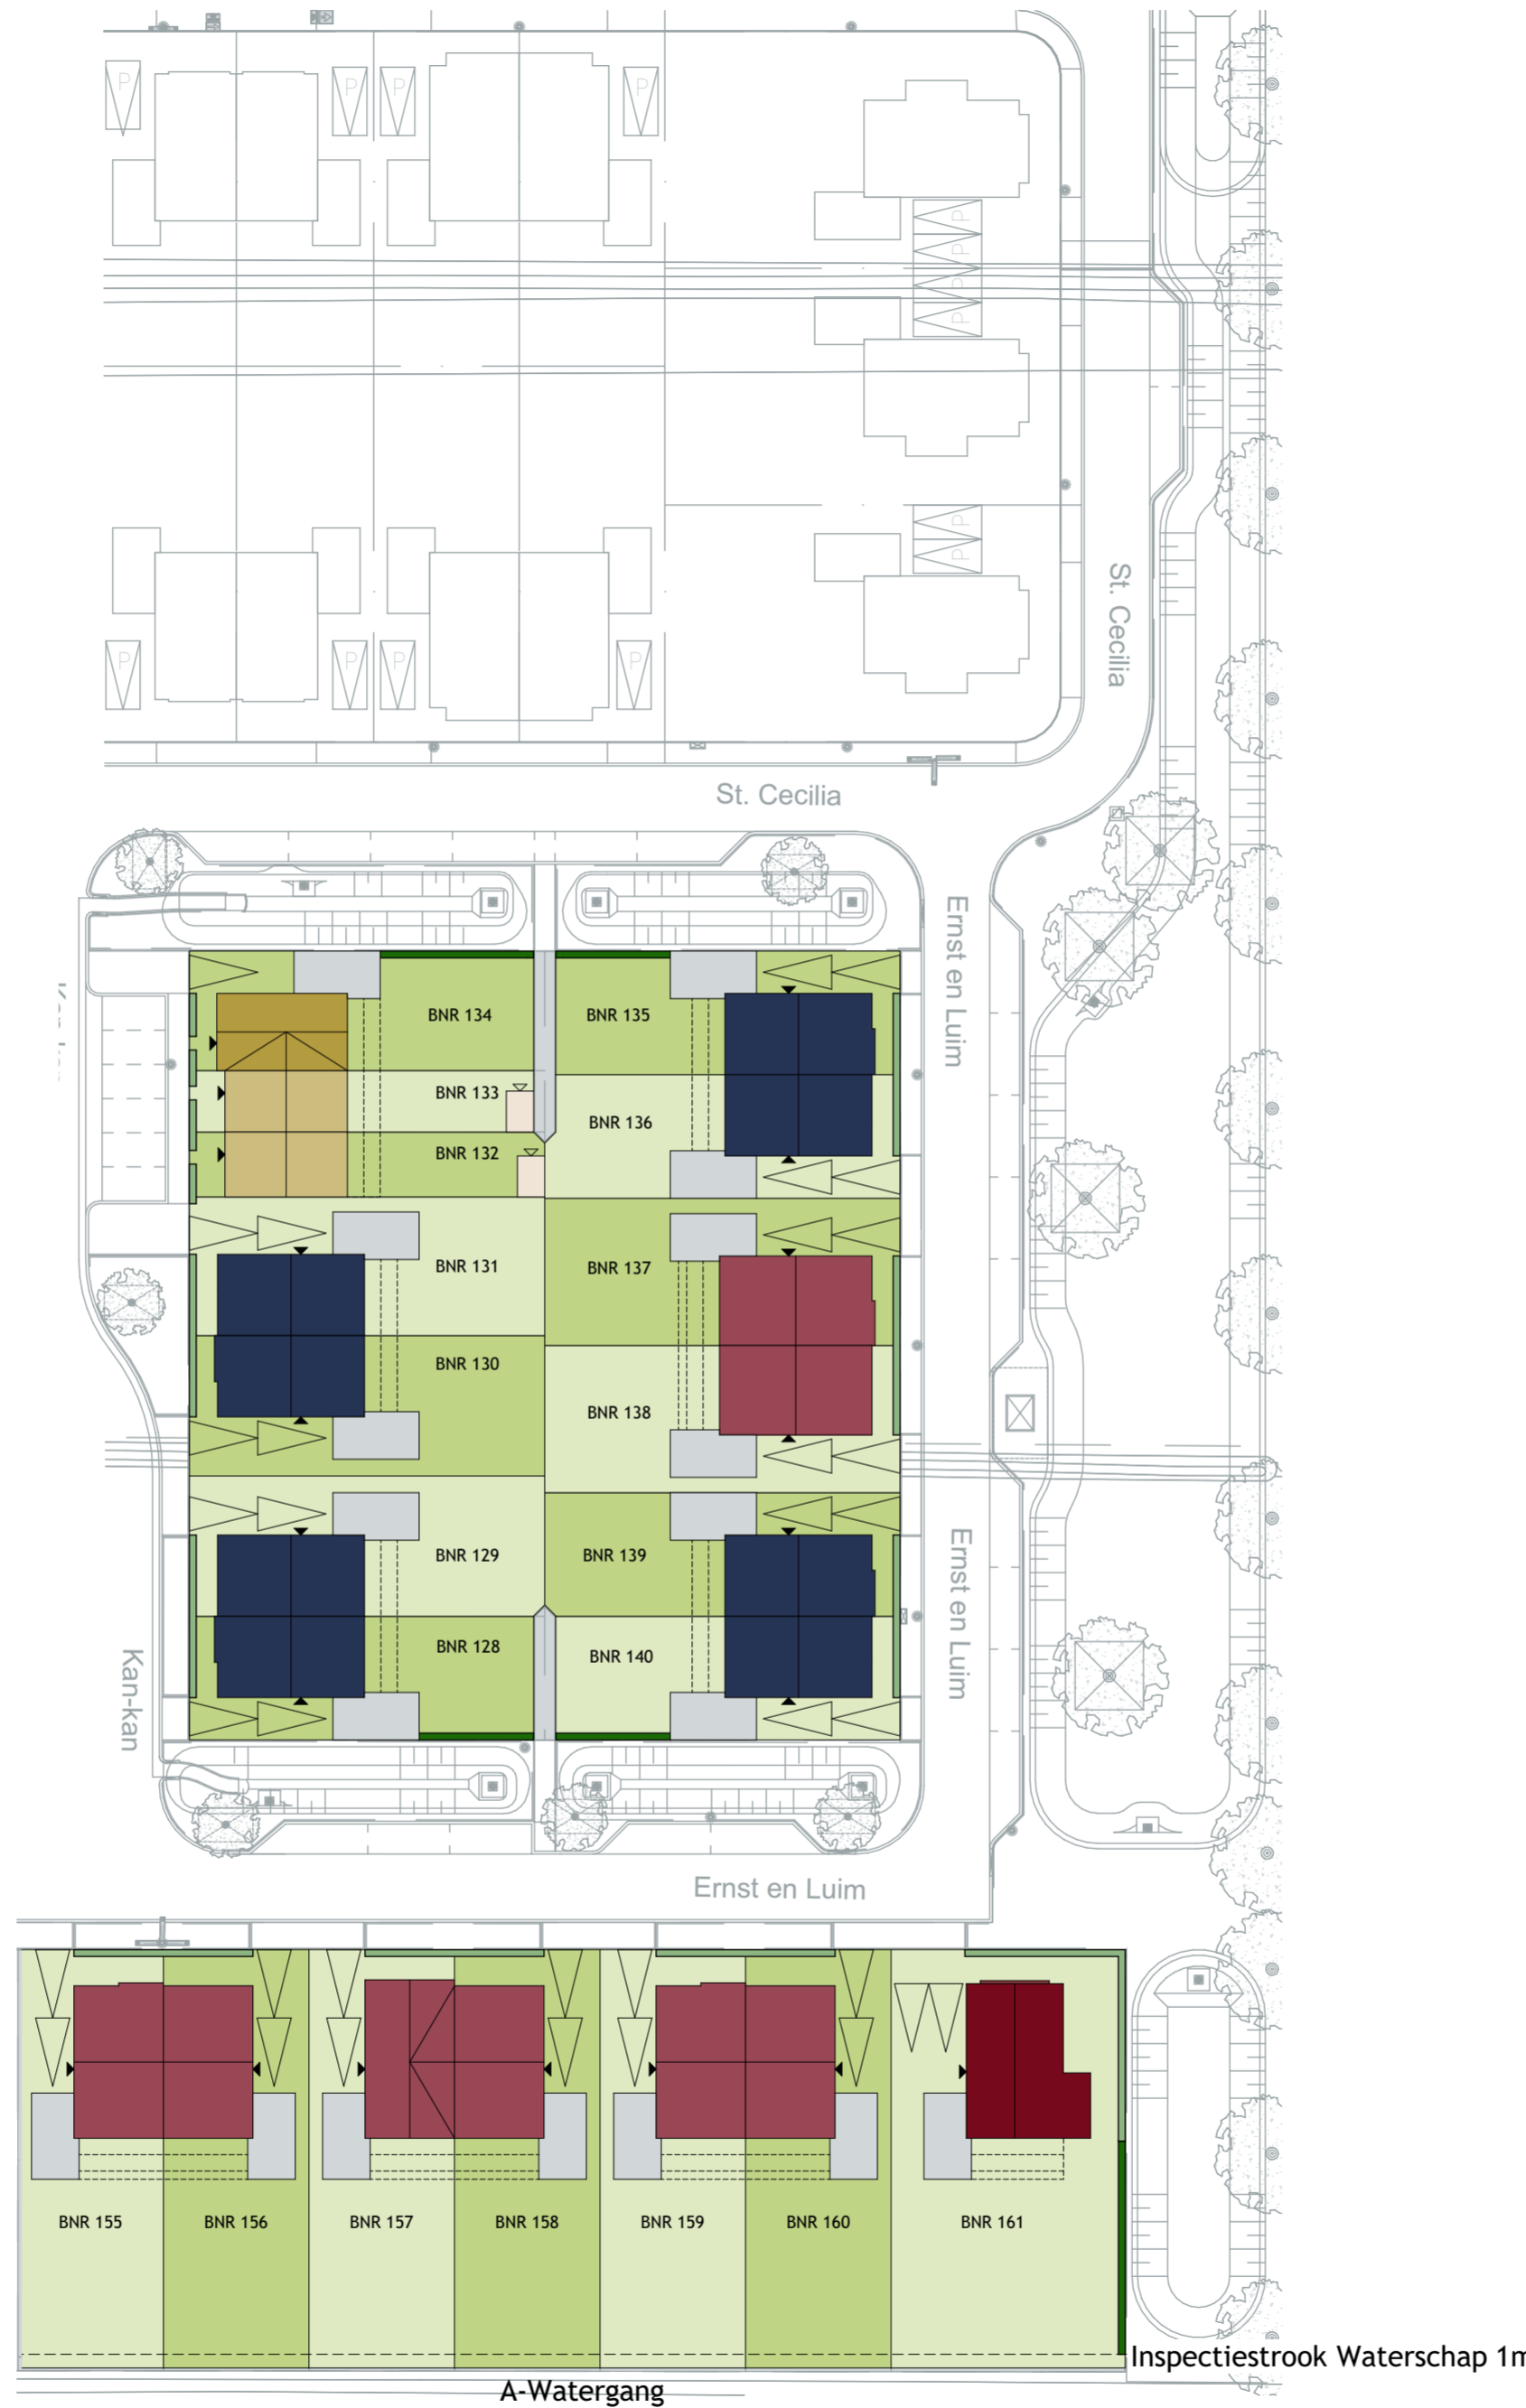 P
P
P
P
P
P
P
P
P
P
P
P
P
P
St. Cecilia
St. Cecilia
Ernst en Luim
BNR 134
BNR 135
BNR 133
BNR 136
BNR 132
BNR 131
BNR 137
BNR 130
BNR 138
BNR 129
BNR 139
Ernst en Luim
BNR 128
BNR 140
Kan-kan
Ernst en Luim
BNR 155
BNR 156
BNR 157
BNR 158
BNR 159
BNR 160
BNR 161
Inspectiestrook Waterschap 1m
A-Watergang